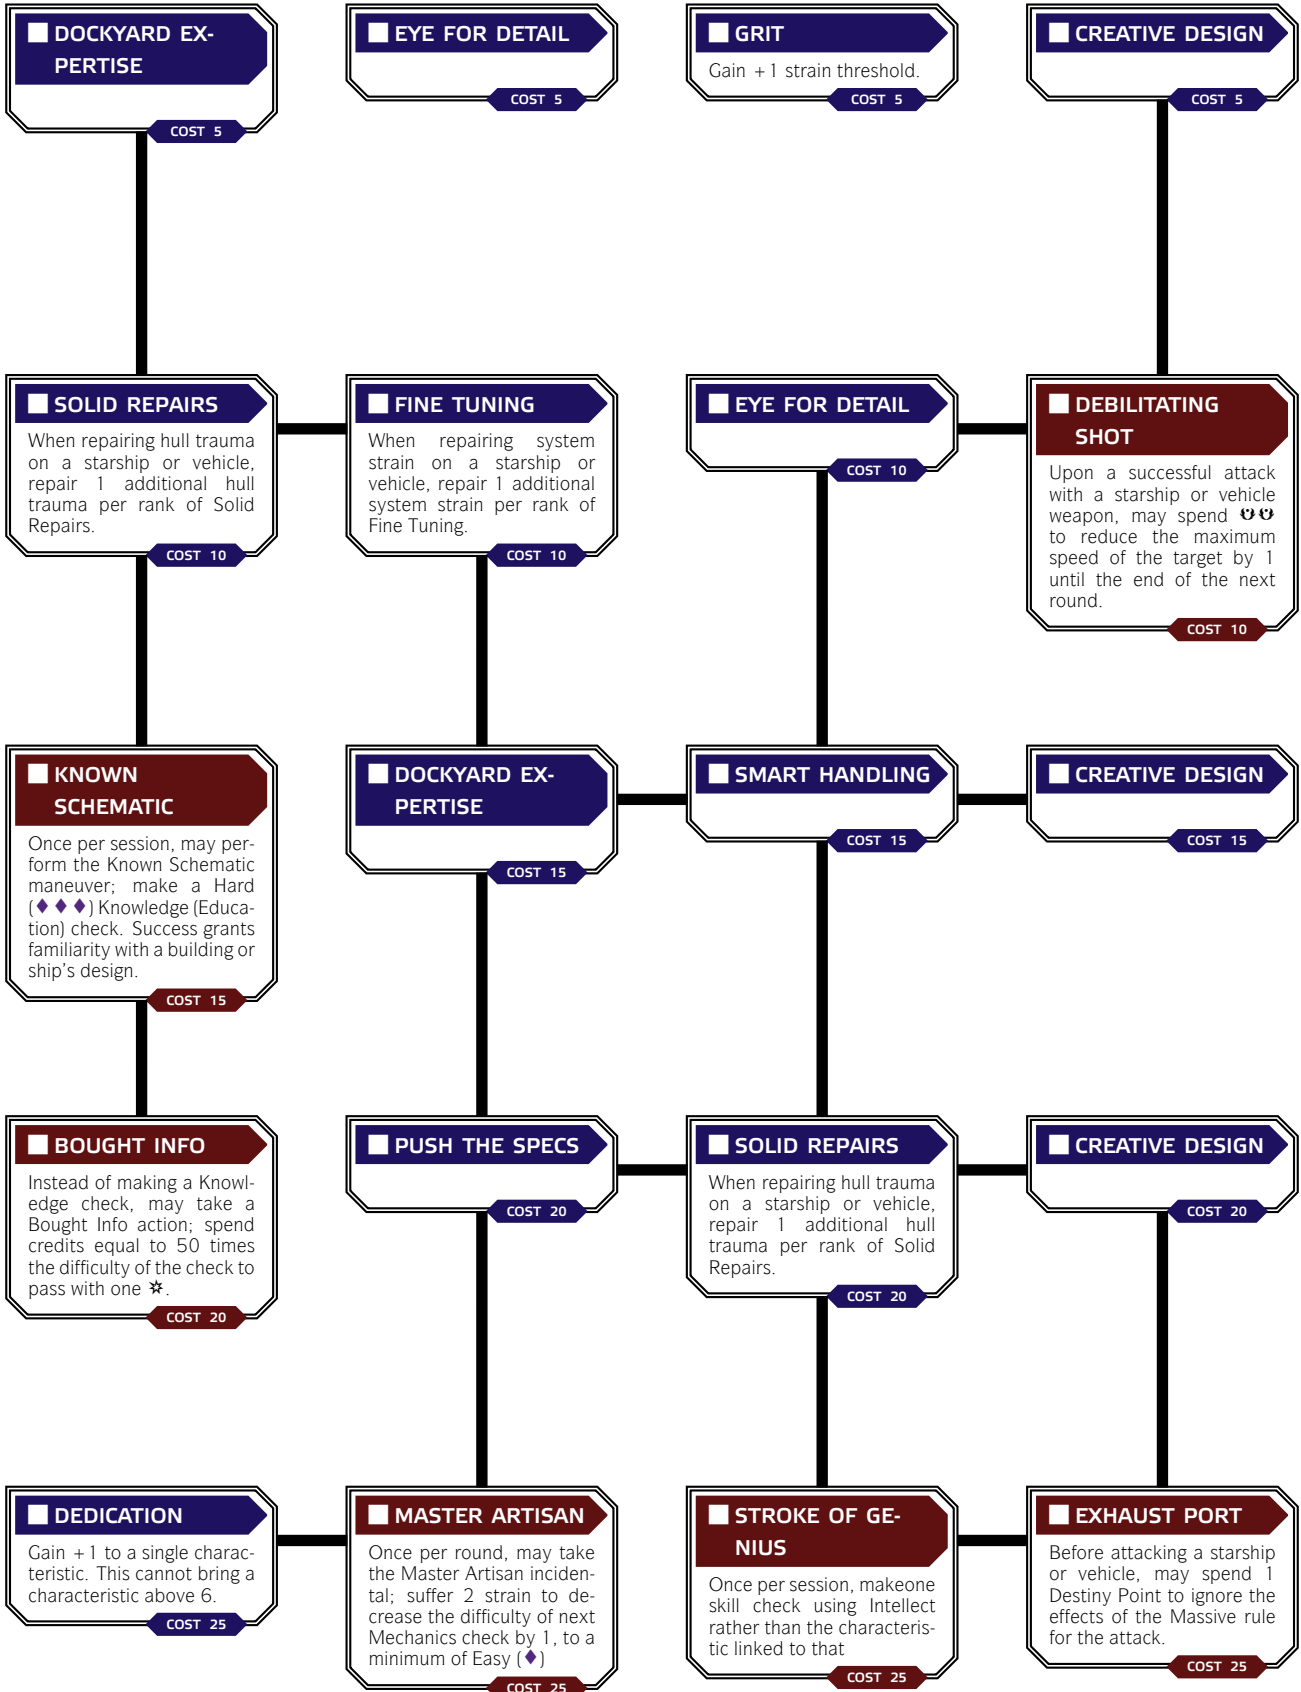 DOCKYARD EX-
PERTISE
COST 5
EYE FOR DETAIL
COST 5
GRIT
Gain +1 strain threshold.
COST 5
CREATIVE DESIGN
COST 5
SOLID REPAIRS
When repairing hull trauma
on a starship or vehicle,
repair 1 additional hull
trauma per rank of Solid
Repairs.
COST 10
FINE TUNING
When repairing system
strain on a starship or
vehicle, repair 1 additional
system strain per rank of
Fine Tuning.
COST 10
EYE FOR DETAIL
COST 10
DEBILITATING
SHOT
Upon a successful attack
with a starship or vehicle
weapon, may spend
to reduce the maximum
speed of the target by 1
until the end of the next
round.
COST 10
KNOWN
SCHEMATIC
Once per session, may per-
form the Known Schematic
maneuver; make a Hard
(♦ ♦ ♦) Knowledge (Educa-
tion) check. Success grants
familiarity with a building or
ship's design.
COST 15
DOCKYARD EX-
PERTISE
COST 15
SMART HANDLING
COST 15
CREATIVE DESIGN
COST 15
BOUGHT INFO
Instead of making a Knowl-
edge check, may take a
Bought Info action; spend
credits equal to 50 times
the difficulty of the check to
pass with one .
COST 20
PUSH THE SPECS
COST 20
SOLID REPAIRS
When repairing hull trauma
on a starship or vehicle,
repair 1 additional hull
trauma per rank of Solid
Repairs.
COST 20
CREATIVE DESIGN
COST 20
DEDICATION
Gain +1 to a single charac-
teristic. This cannot bring a
characteristic above 6.
COST 25
MASTER ARTISAN
Once per round, may take
the Master Artisan inciden-
tal; suffer 2 strain to de-
crease the difficulty of next
Mechanics check by 1, to a
minimum of Easy (♦)
COST 25
STROKE OF GE-
NIUS
Once per session, makeone
skill check using Intellect
rather than the characteris-
tic linked to that
COST 25
EXHAUST PORT
Before attacking a starship
or vehicle, may spend 1
Destiny Point to ignore the
effects of the Massive rule
for the attack.
COST 25